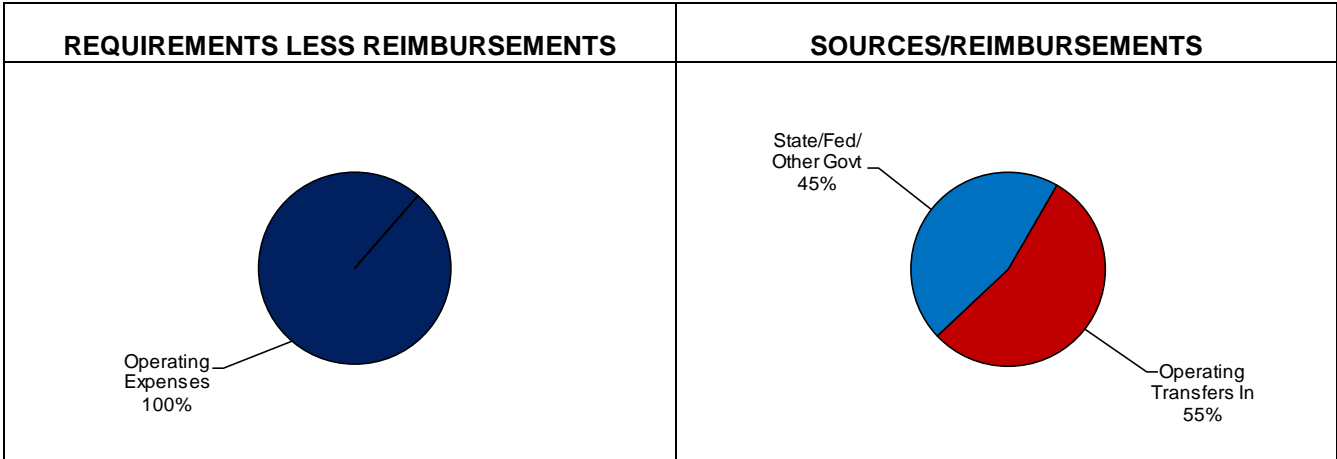 REQUIREMENTS LESS REIMBURSEMENTS
Operating
Expenses
100%
SOURCES/REIMBURSEMENTS
State/Fed/
Other Govt
45%
Operating
Transfers In
55%